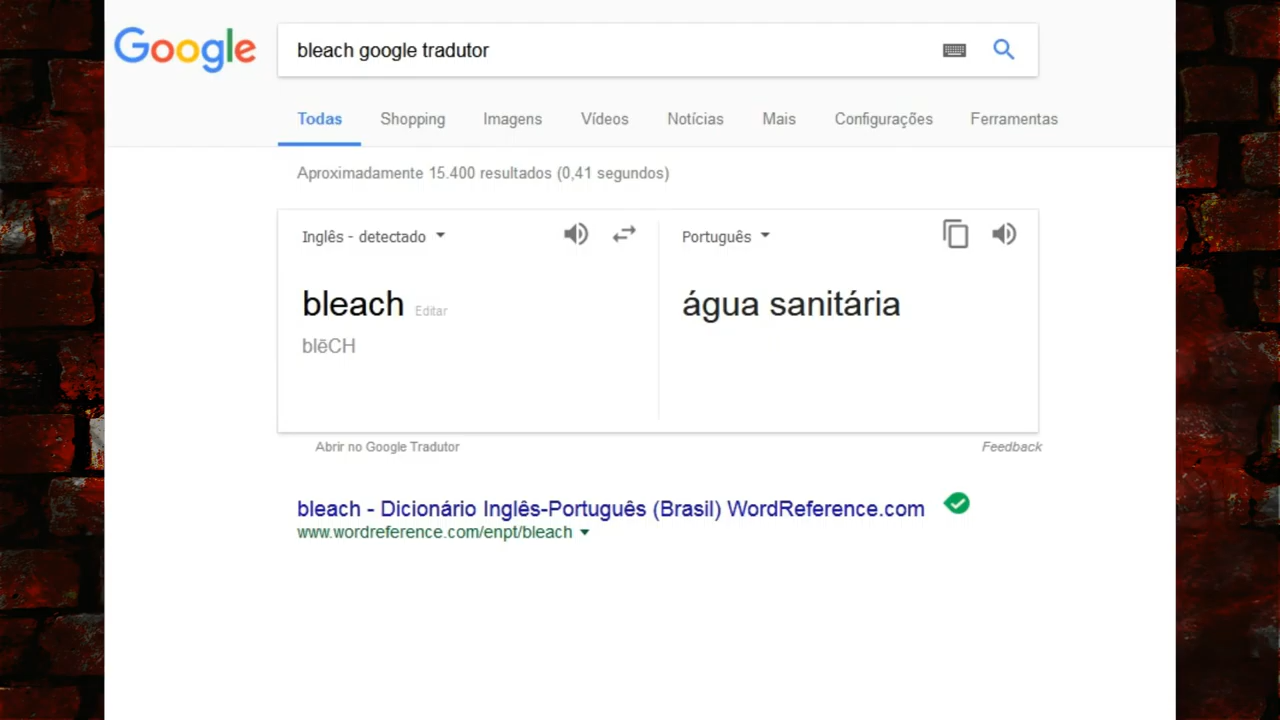 Google
bleach google tradutor
Todas Shopping Imagens Vídeos Notícias Mais Configurações Ferramentas
Aproximadamente 15.400 resultados (0,41 segundos)
Inglês - detectado Português
bleach Editar água sanitária
blēCH
Abrir no Google Tradutor Feedback
bleach - Dicionário Inglês-Português (Brasil) WordReference.com
www.wordreference.com/enpt/bleach